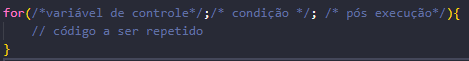 for(/*variável de controle*/;/* condição */; /* pós execução*/){
// código a ser repetido
}